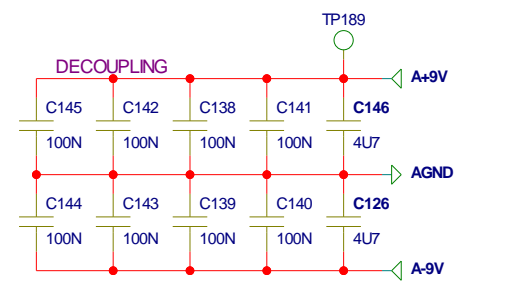 TP189
DECOUPLING
A+9V
C145 C142 C138 C141 C146
100N 100N 100N 100N 4U7
AGND
C144 C143 C139 C140 C126
100N 100N 100N 100N 4U7
A-9V